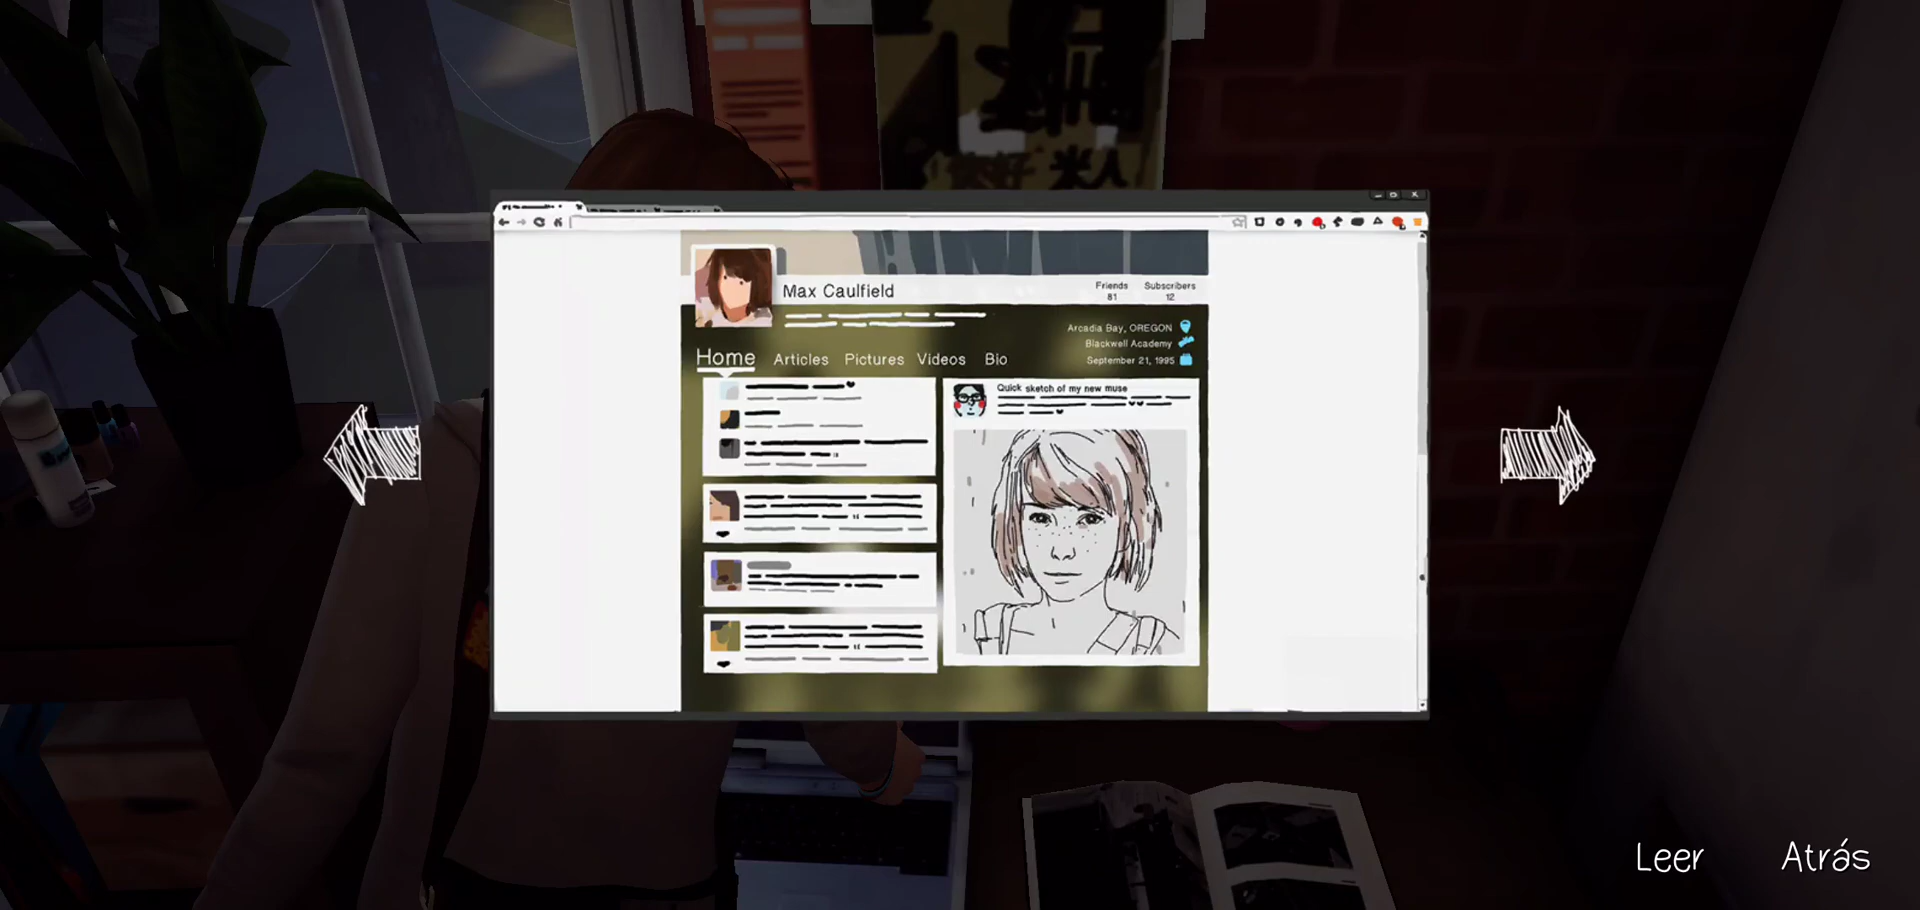 Max Caulfield
Friends
81
Subscribers
12
Arcadia Bay, OREGON
Blackwell Academy
September 21, 1995
Home Articles Pictures Videos Bio
Quick sketch of my new muse
Leer
Atrás